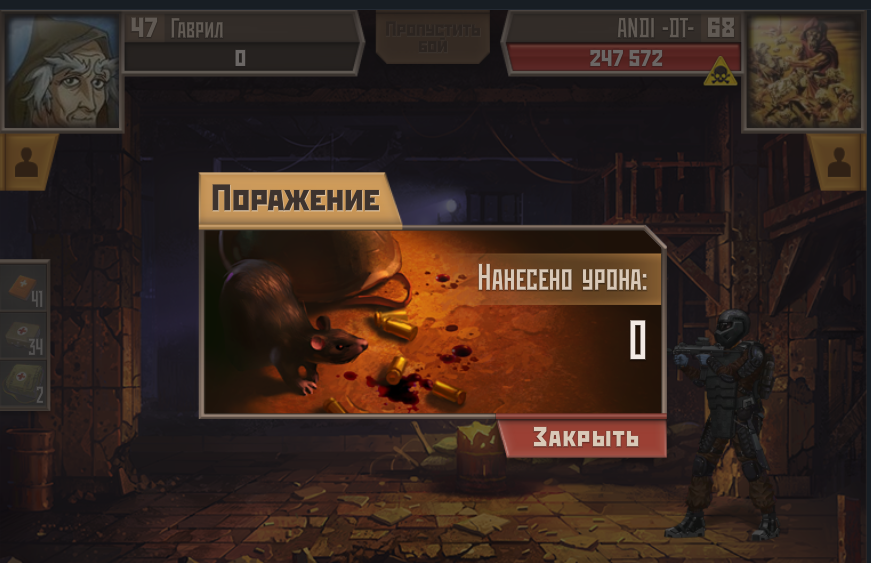 47 Гаврил
0
Пропустить
бой
ANDI -DT- 68
247 572
Поражение
Нанесено урона:
0
41
34
2
Закрыть